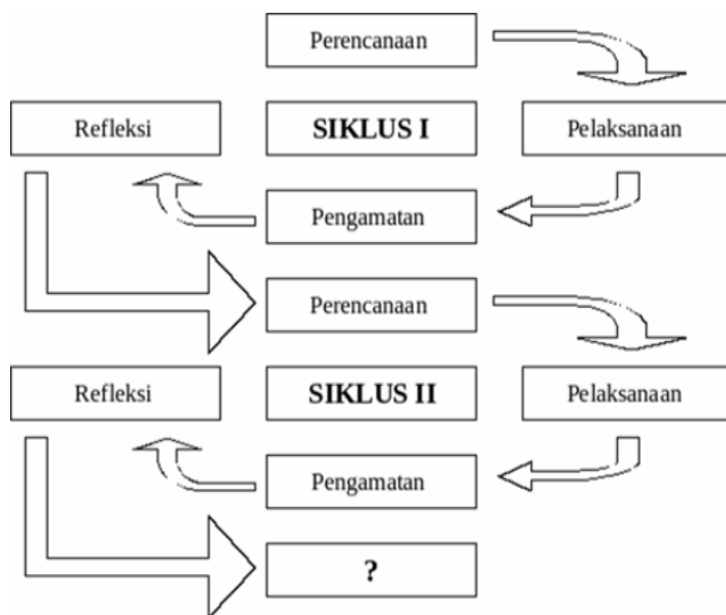 Perencanaan
Refleksi
SIKLUS I
Pelaksanaan
Pengamatan
Perencanaan
Refleksi
SIKLUS II
Pelaksanaan
Pengamatan
?